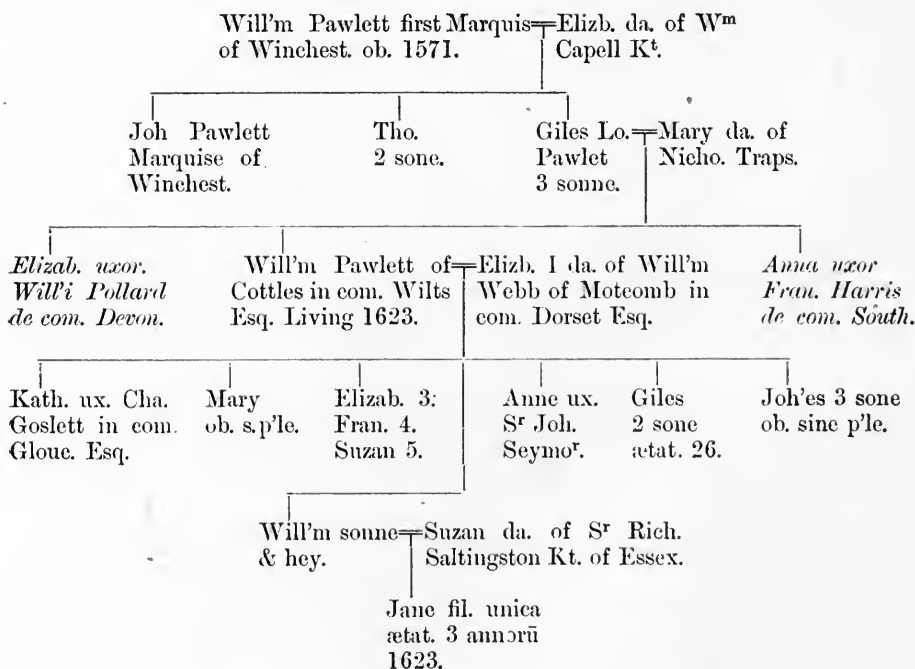 Will'm Pawlett first Marquis
of Winchest. ob. 1571.
Elizb. da. of Wᵐ
Capell Kᵗ.
Joh Pawlett
Marquise of
Winchest.
Tho.
2 sone.
Giles Lo.
Pawlet
3 sonne.
Mary da. of
Nicho. Traps.
Elizab. uxor.
Will'i Pollard
de com. Devon.
Will'm Pawlett of
Cottles in com. Wilts
Esq. Living 1623.
Elizb. I da. of Will'm
Webb of Motcomb in
com. Dorset Esq.
Anna uxor
Fran. Harris
de com. South.
Kath. ux. Cha.
Goslett in com.
Glouc. Esq.
Mary
ob. s.p'le.
Elizab. 3.
Fran. 4.
Suzan 5.
Anne ux.
Sʳ Joh.
Seymoʳ.
Giles
2 sone
ætat. 26.
Joh'es 3 sone
ob. sine p'le.
Will'm sonne
& hey.
Suzan da. of Sʳ Rich.
Saltingston Kt. of Essex.
Jane fil. unica
ætat. 3 annorū
1623.